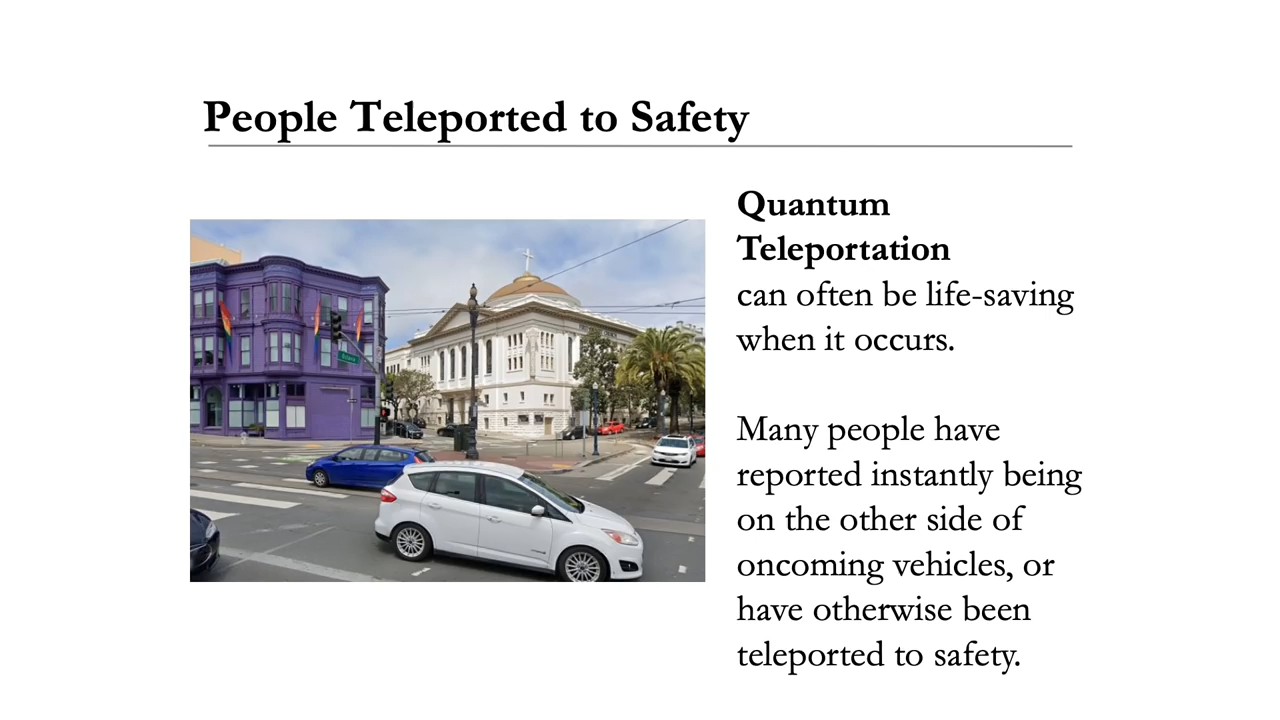 People Teleported to Safety
Quantum
Teleportation
can often be life-saving
when it occurs.
Many people have
reported instantly being
on the other side of
oncoming vehicles, or
have otherwise been
teleported to safety.